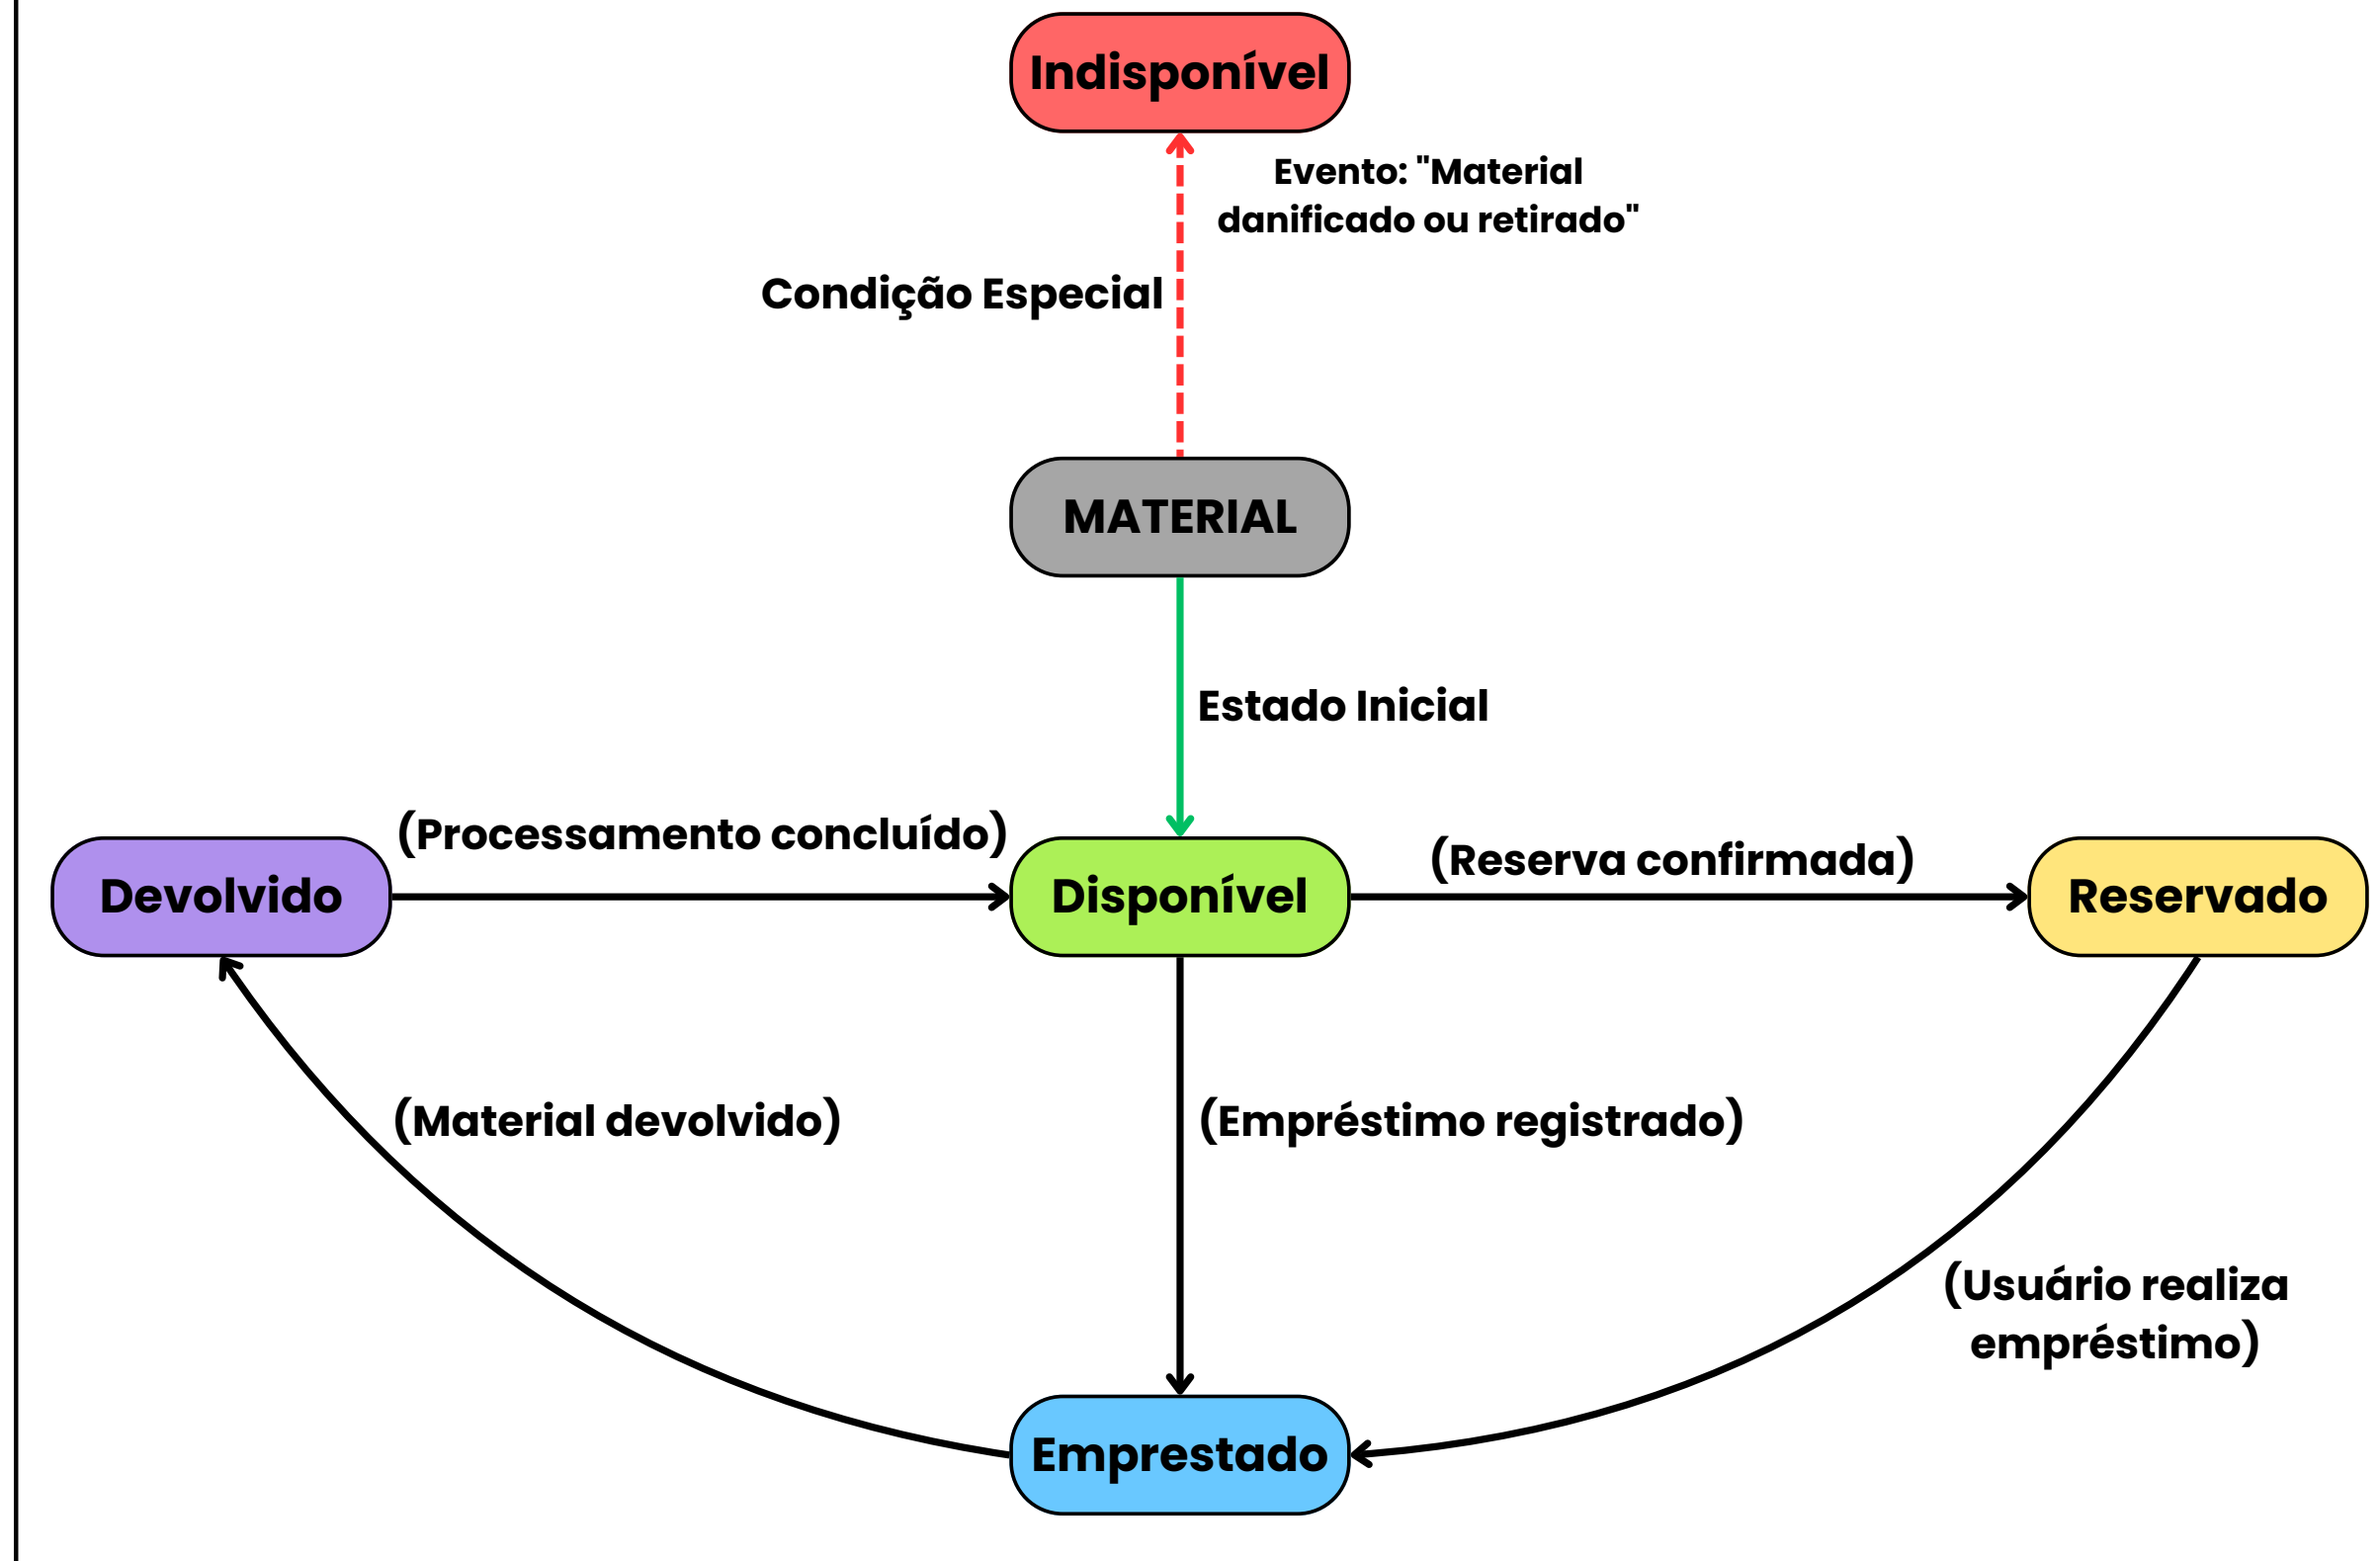 Indisponível
Evento: "Material
danificado ou retirado"
Condição Especial
MATERIAL
Estado Inicial
(Processamento concluído)
(Reserva confirmada)
Devolvido
Disponível
Reservado
(Material devolvido)
(Empréstimo registrado)
(Usuário realiza
empréstimo)
Emprestado